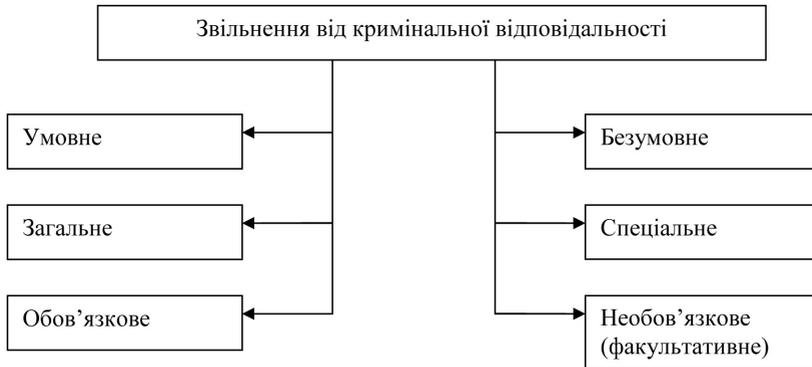 Звільнення від кримінальної відповідальності
Умовне
Безумовне
Загальне
Спеціальне
Обов’язкове
Необов’язкове
(факультативне)